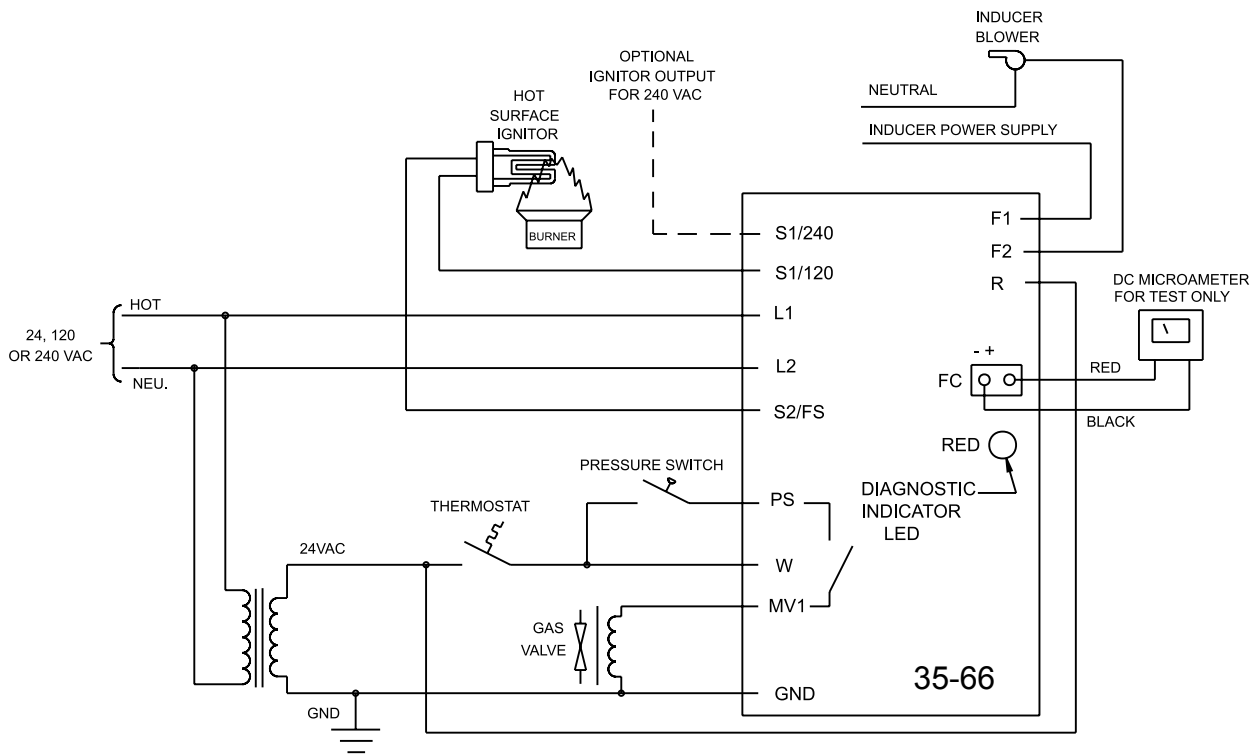 INDUCER
BLOWER
OPTIONAL
IGNITOR OUTPUT
FOR 240 VAC
HOT
SURFACE
IGNITOR
NEUTRAL
INDUCER POWER SUPPLY
BURNER
S1/240
F1
F2
S1/120
R
DC MICROAMETER
FOR TEST ONLY
HOT
L1
24, 120
OR 240 VAC
- +
L2
RED
NEU.
FC
S2/FS
BLACK
RED
PRESSURE SWITCH
PS
DIAGNOSTIC
INDICATOR
LED
THERMOSTAT
24VAC
W
MV1
GAS
VALVE
35-66
GND
GND